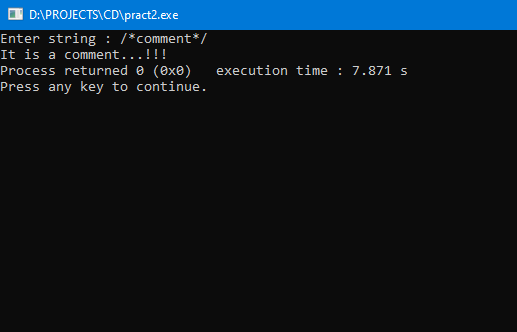 D:\PROJECTS\CD\pract2.exe
Enter string : /*comment*/
It is a comment...!!!
Process returned 0 (0x0)   execution time : 7.871 s
Press any key to continue.